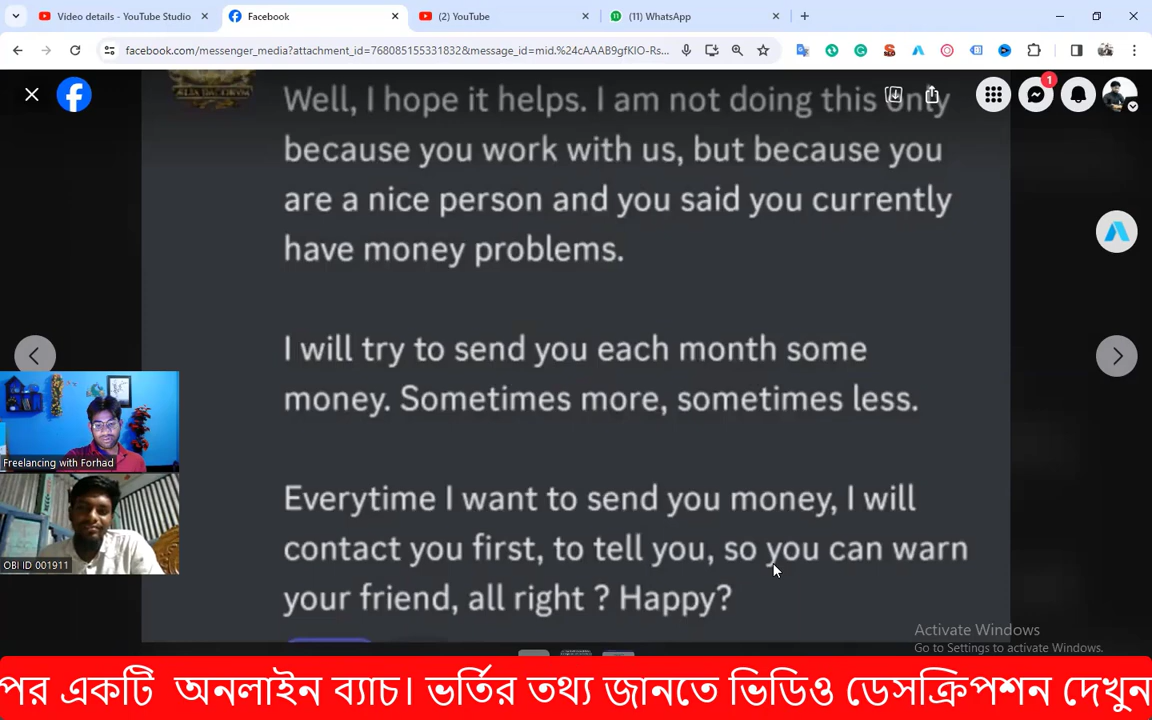 Video details - YouTube Studio
Facebook
(2) YouTube
(11) WhatsApp
facebook.com/messenger_media?attachment_id=768085155331832&message_id=mid.%24cAAAB9gfKIO-Rs...
1
Well, I hope it helps. I am not doing this only
because you work with us, but because you
are a nice person and you said you currently
have money problems.
I will try to send you each month some
money. Sometimes more, sometimes less.
Everytime I want to send you money, I will
contact you first, to tell you, so you can warn
your friend, all right ? Happy?
Freelancing with Forhad
OBI ID 001911
Activate Windows
Go to Settings to activate Windows.
পর একটি অনলাইন ব্যাচ। ভর্তির তথ্য জানতে ভিডিও ডেসক্রিপশন দেখুন